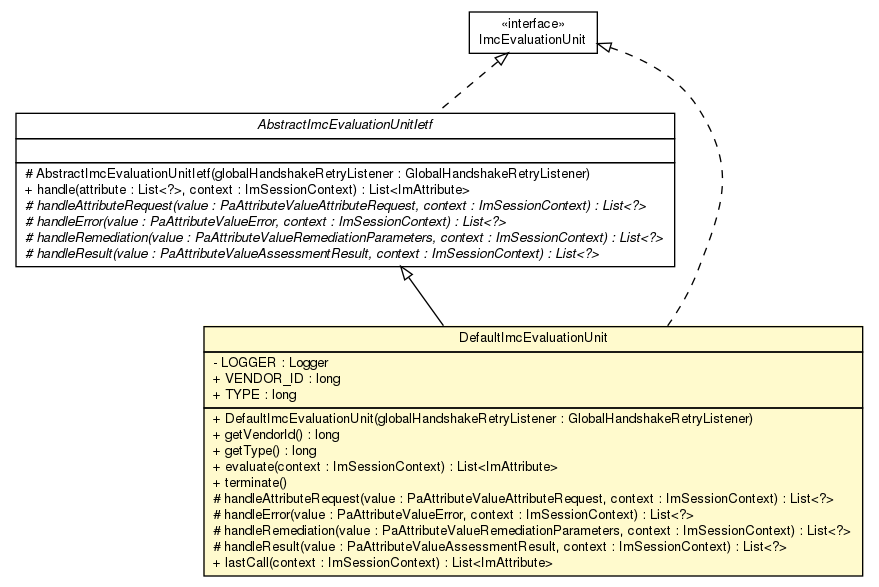 «interface»
ImcEvaluationUnit
AbstractImcEvaluationUnitIetf
# AbstractImcEvaluationUnitIetf(globalHandshakeRetryListener : GlobalHandshakeRetryListener)
+ handle(attribute : List<?>, context : ImSessionContext) : List<ImAttribute>
# handleAttributeRequest(value : PaAttributeValueAttributeRequest, context : ImSessionContext) : List<?>
# handleError(value : PaAttributeValueError, context : ImSessionContext) : List<?>
# handleRemediation(value : PaAttributeValueRemediationParameters, context : ImSessionContext) : List<?>
# handleResult(value : PaAttributeValueAssessmentResult, context : ImSessionContext) : List<?>
DefaultImcEvaluationUnit
- LOGGER : Logger
+ VENDOR_ID : long
+ TYPE : long
+ DefaultImcEvaluationUnit(globalHandshakeRetryListener : GlobalHandshakeRetryListener)
+ getVendorId() : long
+ getType() : long
+ evaluate(context : ImSessionContext) : List<ImAttribute>
+ terminate()
# handleAttributeRequest(value : PaAttributeValueAttributeRequest, context : ImSessionContext) : List<?>
# handleError(value : PaAttributeValueError, context : ImSessionContext) : List<?>
# handleRemediation(value : PaAttributeValueRemediationParameters, context : ImSessionContext) : List<?>
# handleResult(value : PaAttributeValueAssessmentResult, context : ImSessionContext) : List<?>
+ lastCall(context : ImSessionContext) : List<ImAttribute>